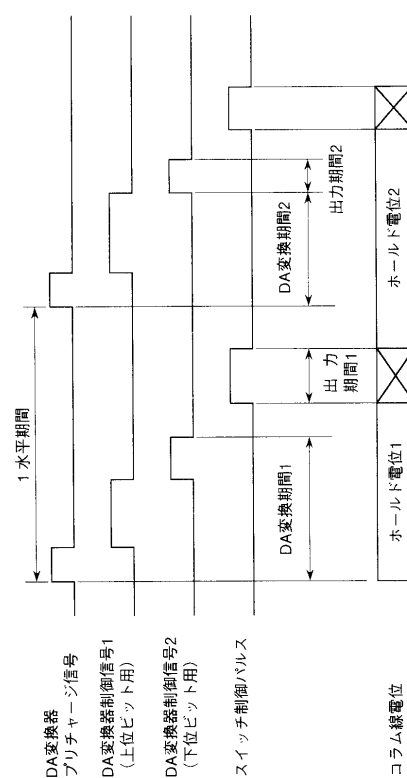 1水平期間
DA変換器
プリチャージ信号
DA変換器制御信号1
(上位ビット用)
DA変換器制御信号2
(下位ビット用)
スイッチ制御パルス
DA変換期間1
出力
期間1
DA変換期間2
出力期間2
コラム線電位
ホールド電位1
ホールド電位2